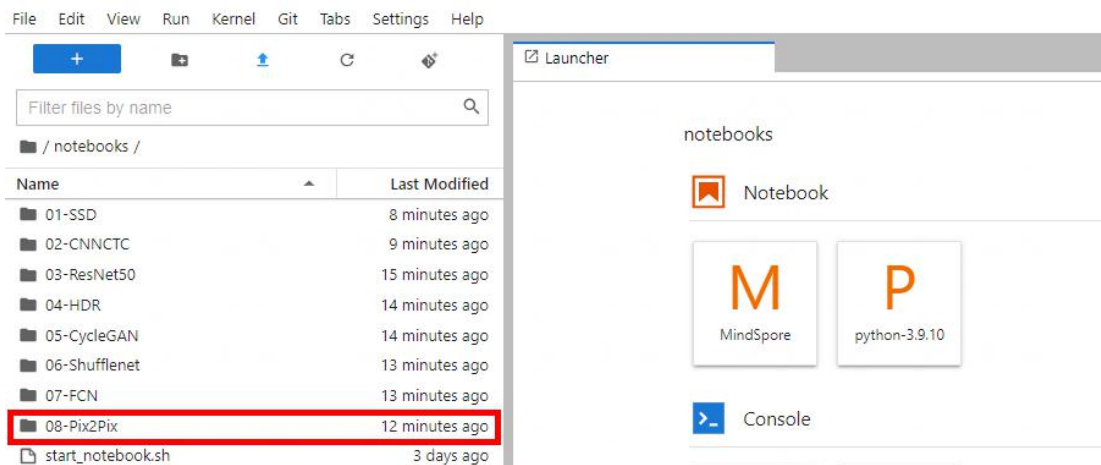 File Edit View Run Kernel Git Tabs Settings Help
Launcher
Filter files by name
/ notebooks /
Name Last Modified
01-SSD 8 minutes ago
02-CNNCTC 9 minutes ago
03-ResNet50 15 minutes ago
04-HDR 14 minutes ago
05-CycleGAN 14 minutes ago
06-Shufflenet 13 minutes ago
07-FCN 13 minutes ago
08-Pix2Pix 12 minutes ago
start_notebook.sh 3 days ago
notebooks
Notebook
M P
MindSpore python-3.9.10
Console